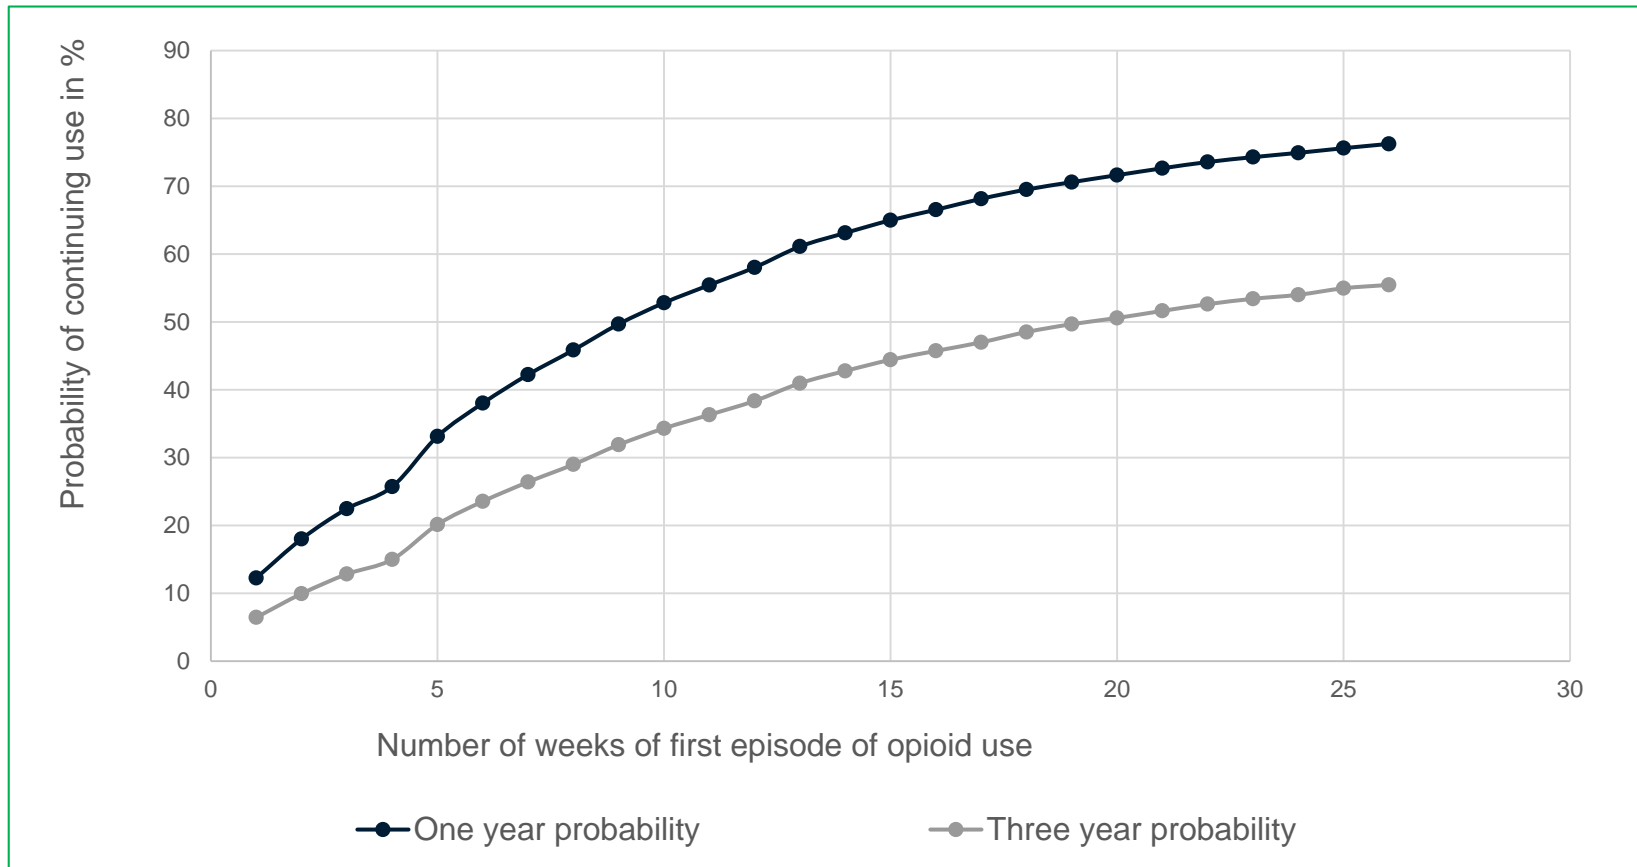 Probability of continuing use in %
90
80
70
60
50
40
30
20
10
0
0 5 10 15 20 25 30
Number of weeks of first episode of opioid use
One year probability Three year probability